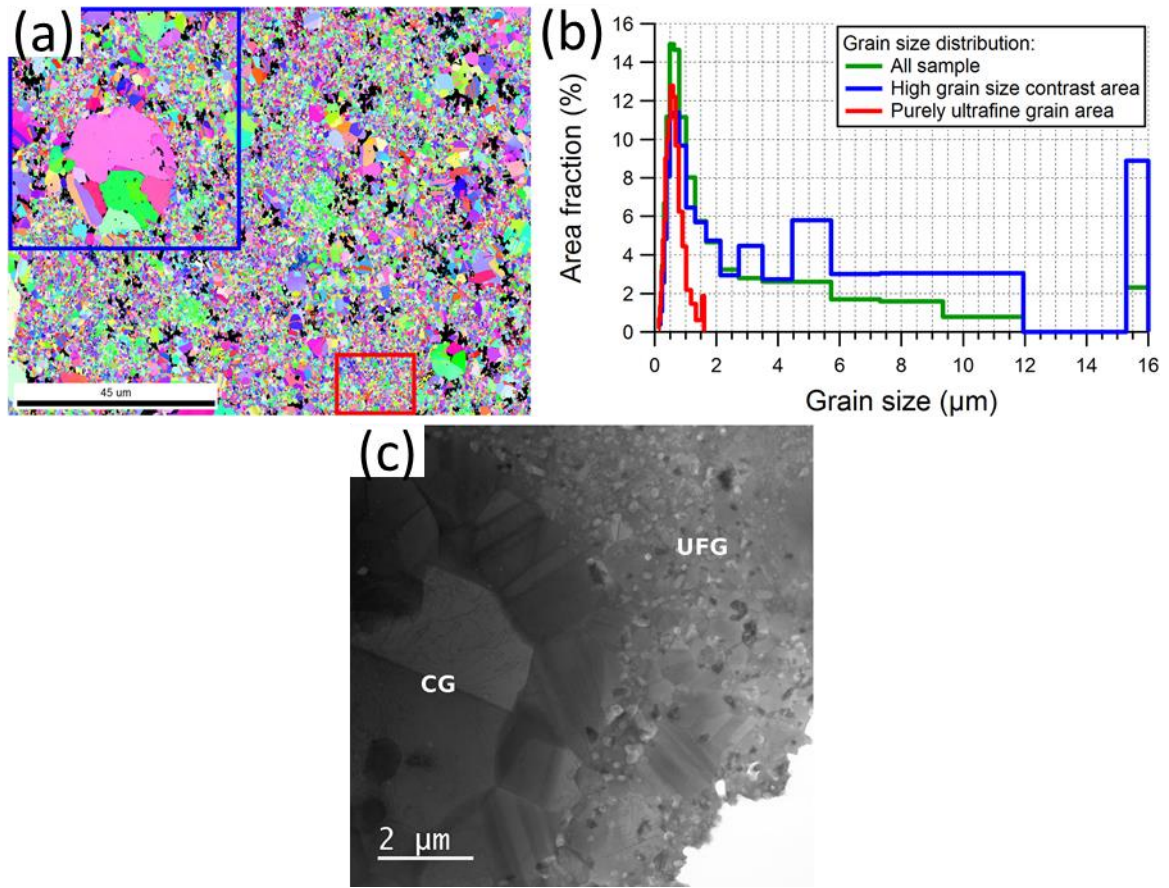 (a)
45 um
(b)
Area fraction (%)
16
14
12
10
8
6
4
2
0
Grain size distribution:
All sample
High grain size contrast area
Purely ultrafine grain area
0 2 4 6 8 10 12 14 16
Grain size (µm)
(c)
UFG
CG
2 µm